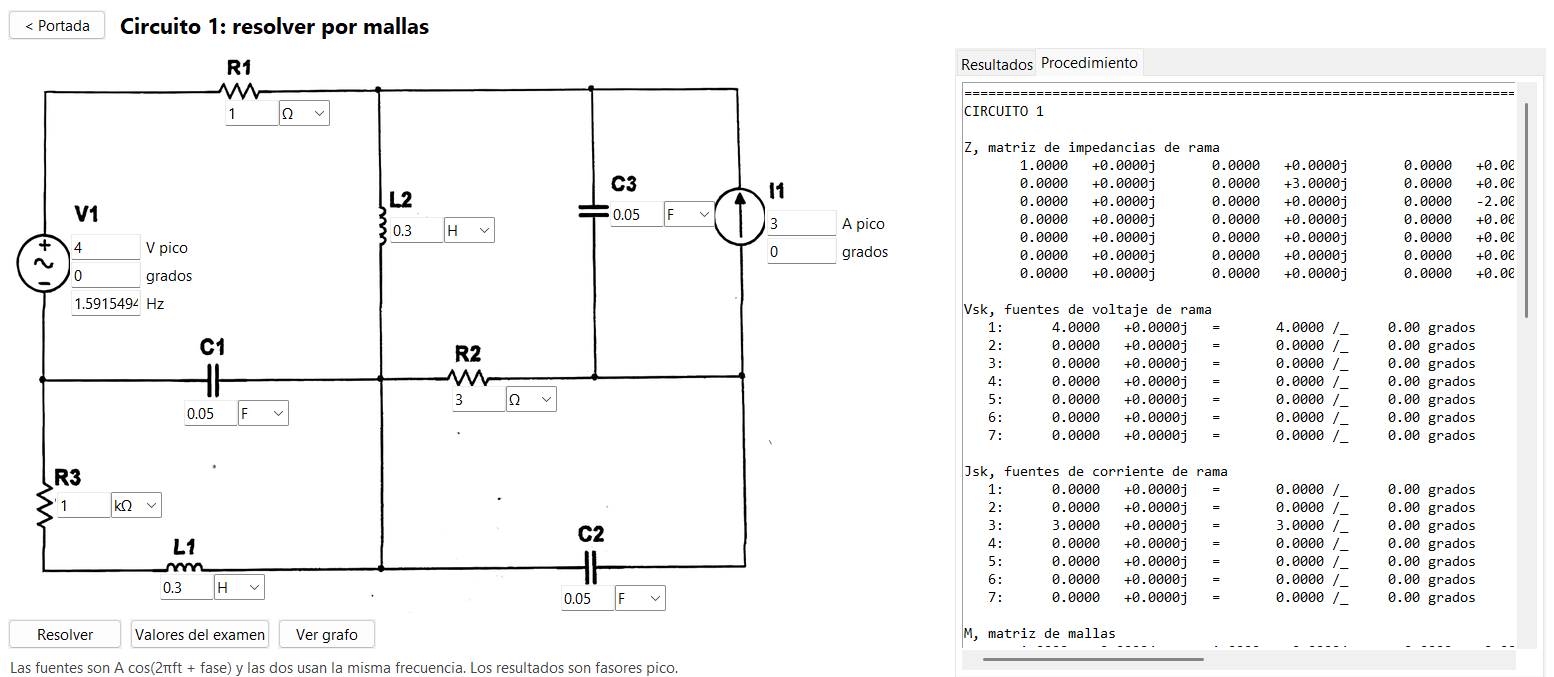 < Portada
Circuito 1: resolver por mallas
R1
1 Ω
V1
+
4 V pico
0 grados
1.5915494 Hz
L2
0.3 H
C3
0.05 F
I1
3 A pico
0 grados
C1
0.05 F
R2
3 Ω
R3
1 kΩ
L1
0.3 H
C2
0.05 F
Resolver Valores del examen Ver grafo
Las fuentes son A cos(2πft + fase) y las dos usan la misma frecuencia. Los resultados son fasores pico.
Resultados Procedimiento
CIRCUITO 1
Z, matriz de impedancias de rama
1.0000 +0.0000j 0.0000 +0.0000j 0.0000 +0.00
0.0000 +0.0000j 0.0000 +3.0000j 0.0000 +0.00
0.0000 +0.0000j 0.0000 +0.0000j 0.0000 -2.00
0.0000 +0.0000j 0.0000 +0.0000j 0.0000 +0.00
0.0000 +0.0000j 0.0000 +0.0000j 0.0000 +0.00
0.0000 +0.0000j 0.0000 +0.0000j 0.0000 +0.00
0.0000 +0.0000j 0.0000 +0.0000j 0.0000 +0.00
Vsk, fuentes de voltaje de rama
1: 4.0000 +0.0000j = 4.0000 /_ 0.00 grados
2: 0.0000 +0.0000j = 0.0000 /_ 0.00 grados
3: 0.0000 +0.0000j = 0.0000 /_ 0.00 grados
4: 0.0000 +0.0000j = 0.0000 /_ 0.00 grados
5: 0.0000 +0.0000j = 0.0000 /_ 0.00 grados
6: 0.0000 +0.0000j = 0.0000 /_ 0.00 grados
7: 0.0000 +0.0000j = 0.0000 /_ 0.00 grados
Jsk, fuentes de corriente de rama
1: 0.0000 +0.0000j = 0.0000 /_ 0.00 grados
2: 0.0000 +0.0000j = 0.0000 /_ 0.00 grados
3: 3.0000 +0.0000j = 3.0000 /_ 0.00 grados
4: 0.0000 +0.0000j = 0.0000 /_ 0.00 grados
5: 0.0000 +0.0000j = 0.0000 /_ 0.00 grados
6: 0.0000 +0.0000j = 0.0000 /_ 0.00 grados
7: 0.0000 +0.0000j = 0.0000 /_ 0.00 grados
M, matriz de mallas